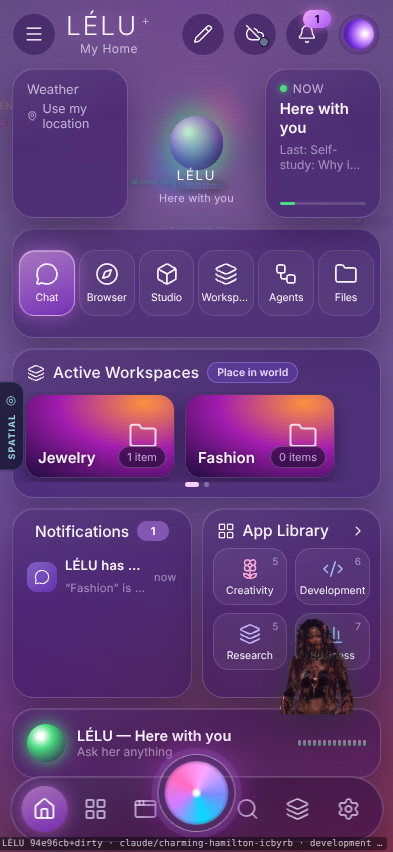 LÉLU +
My Home
1
Weather
Use my
location
LÉLU
Here with you
NOW
Here with
you
Last: Self-
study: Why i...
Chat
Browser
Studio
Worksp...
Agents
Files
Active Workspaces
Place in world
SPATIAL
Jewelry
1 item
Fashion
0 items
Notifications
1
LÉLU has ...
“Fashion” is ...
now
App Library
Creativity
5
Development
6
Research
5
7
LÉLU — Here with you
Ask her anything
LÉLU 94e96cb+dirty · claude/charming-hamilton-icbyrb · development …